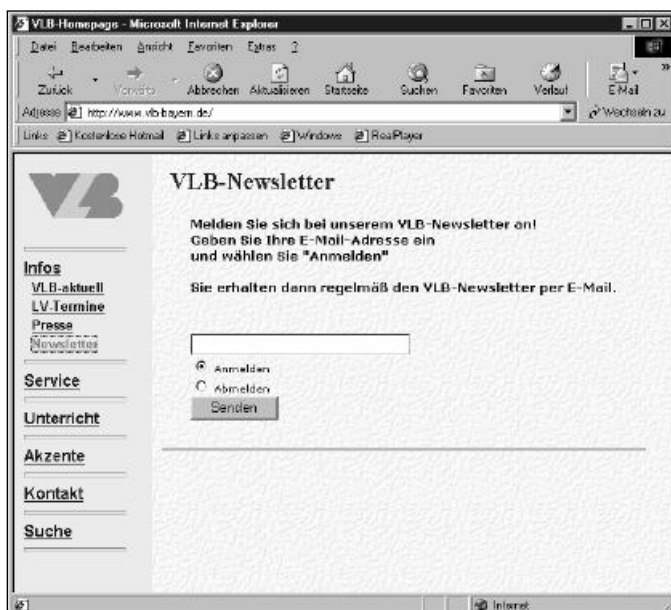 VLB-Homepage - Microsoft Internet Explorer
Datei Bearbeiten Ansicht Favoriten Extras ?
Zurück Vorwärts Abbrechen Aktualisieren Startseite Suchen Favoriten Verlauf E-Mail »
Adresse http://www.vlb-bayern.de/ Wechseln zu
Links Kostenlose Hotmail Links anpassen Windows RealPlayer
VLB
VLB-Newsletter
Melden Sie sich bei unserem VLB-Newsletter an!
Geben Sie Ihre E-Mail-Adresse ein
und wählen Sie "Anmelden"
Sie erhalten dann regelmäß den VLB-Newsletter per E-Mail.
Anmelden
Abmelden
Senden
Infos
VLB-aktuell
LV-Termine
Presse
Newsletter
Service
Unterricht
Akzente
Kontakt
Suche
Internet